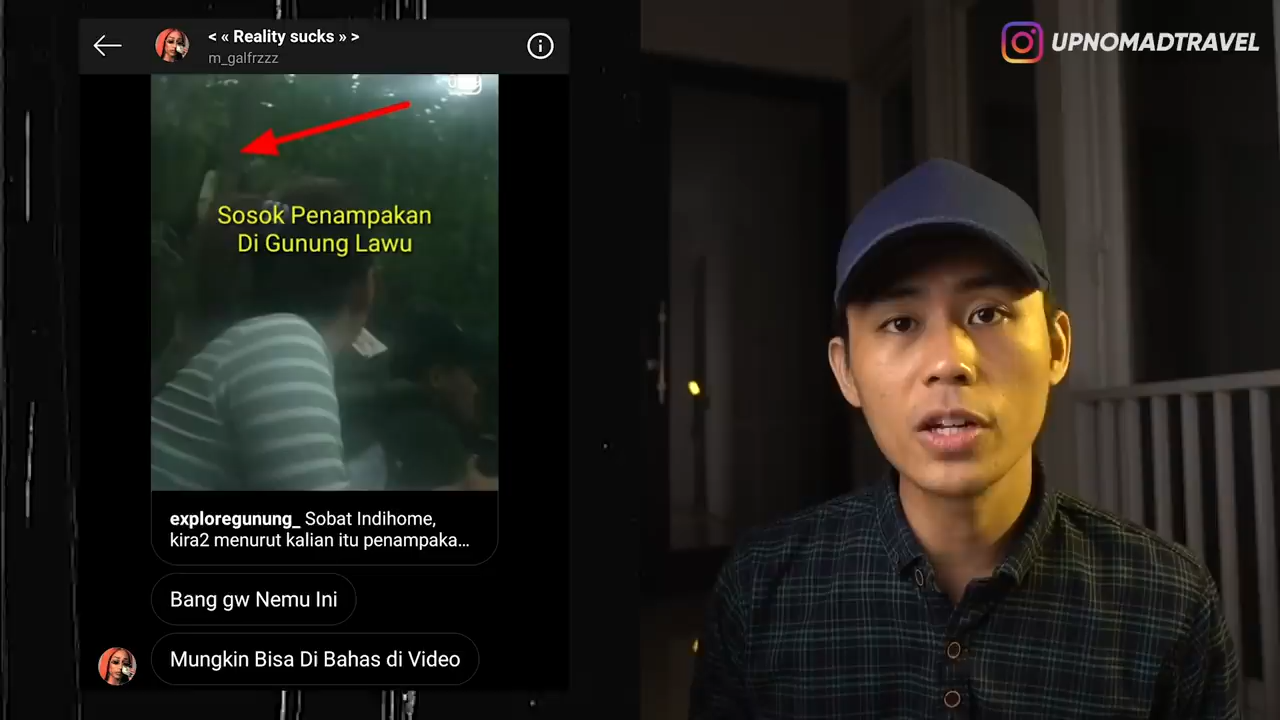 < « Reality sucks » >
m_galfrzzz
UPNOMADTRAVEL
Sosok Penampakan
Di Gunung Lawu
exploregunung_ Sobat Indihome,
kira2 menurut kalian itu penampaka...
Bang gw Nemu Ini
Mungkin Bisa Di Bahas di Video